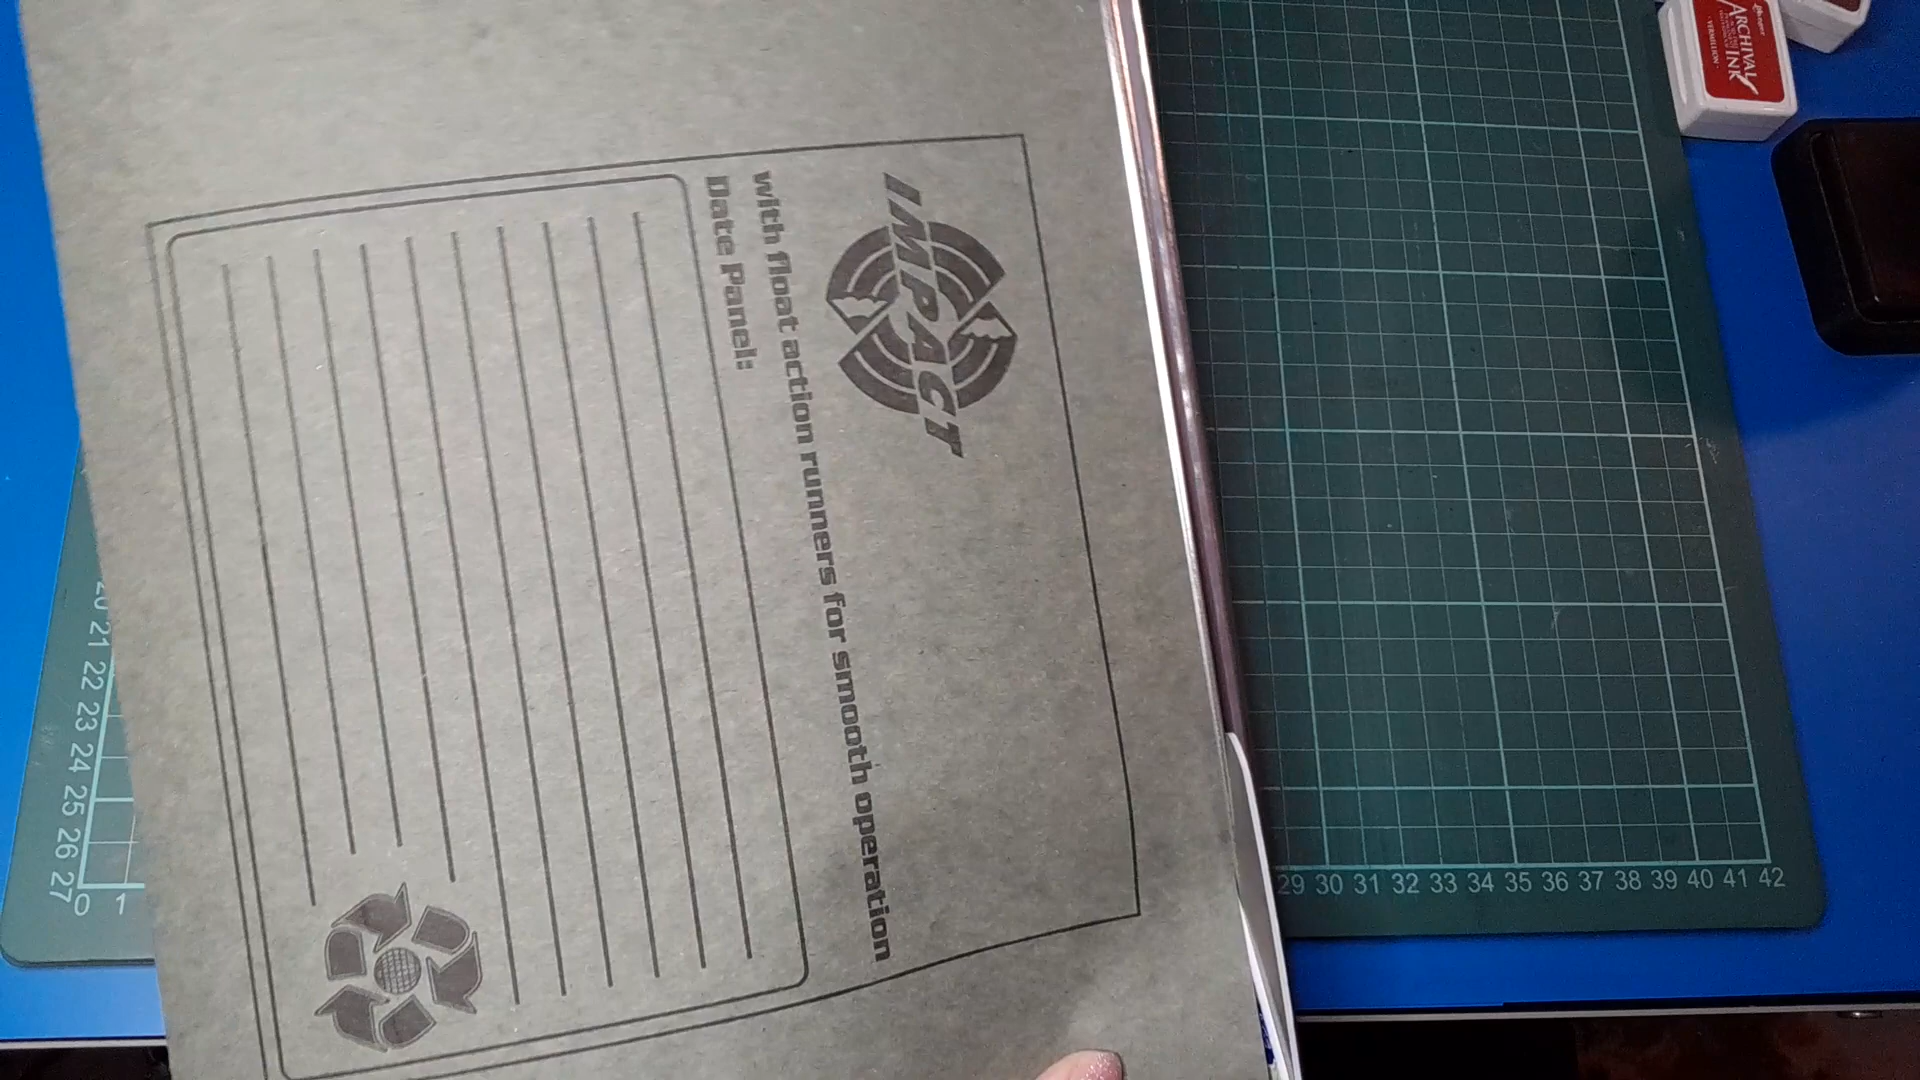 IMPACT
with float action runners for smooth operation
Date Panel:
ARCHIVAL
INK
VERMILLION
20
21
22
23
24
25
26
27
0 1
29 30 31 32 33 34 35 36 37 38 39 40 41 42